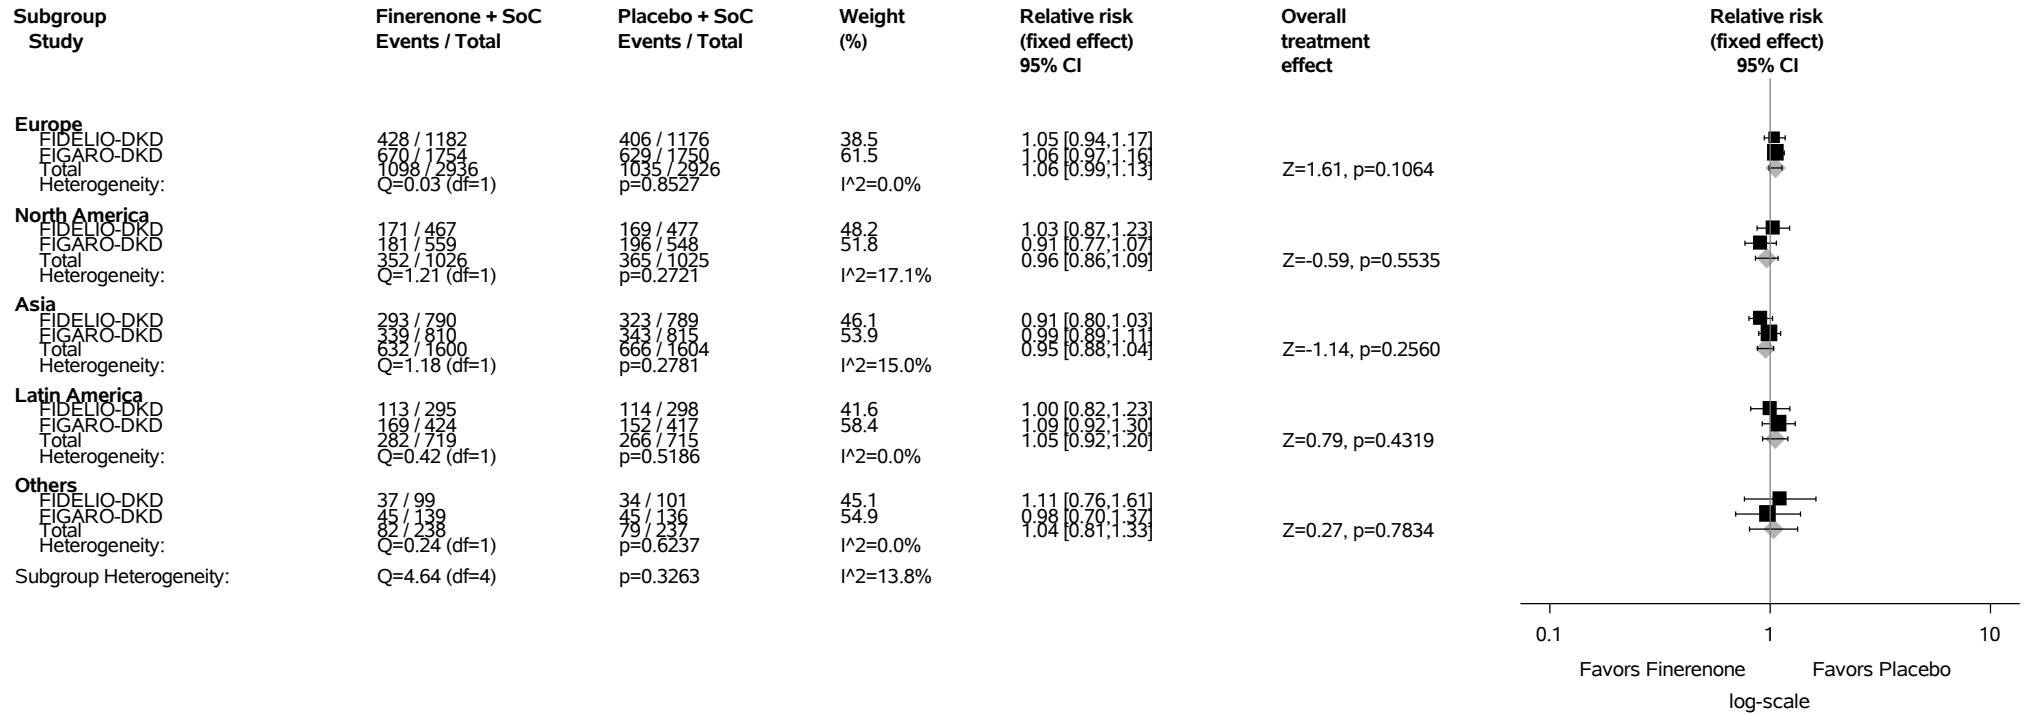 Subgroup Finerenone + SoC Placebo + SoC Weight Relative risk Overall Relative risk
Study Events / Total Events / Total (%) (fixed effect) treatment (fixed effect)
95% CI effect 95% CI
Europe
FIDELIO-DKD 428 / 1182 406 / 1176 38.5 1.05 [0.94,1.17]
FIGARO-DKD 670 / 1754 629 / 1750 61.5 1.06 [0.97,1.16]
Total 1098 / 2936 1035 / 2926 1.06 [0.99,1.13] Z=1.61, p=0.1064
Heterogeneity: Q=0.03 (df=1) p=0.8527 I^2=0.0%
North America
FIDELIO-DKD 171 / 467 169 / 477 48.2 1.03 [0.87,1.23]
FIGARO-DKD 181 / 559 196 / 548 51.8 0.91 [0.77,1.07]
Total 352 / 1026 365 / 1025 0.96 [0.86,1.09] Z=-0.59, p=0.5535
Heterogeneity: Q=1.21 (df=1) p=0.2721 I^2=17.1%
Asia
FIDELIO-DKD 293 / 790 323 / 789 46.1 0.91 [0.80,1.03]
FIGARO-DKD 339 / 810 343 / 815 53.9 0.99 [0.89,1.11]
Total 632 / 1600 666 / 1604 0.95 [0.88,1.04] Z=-1.14, p=0.2560
Heterogeneity: Q=1.18 (df=1) p=0.2781 I^2=15.0%
Latin America
FIDELIO-DKD 113 / 295 114 / 298 41.6 1.00 [0.82,1.23]
FIGARO-DKD 169 / 424 152 / 417 58.4 1.09 [0.92,1.30]
Total 282 / 719 266 / 715 1.05 [0.92,1.20] Z=0.79, p=0.4319
Heterogeneity: Q=0.42 (df=1) p=0.5186 I^2=0.0%
Others
FIDELIO-DKD 37 / 99 34 / 101 45.1 1.11 [0.76,1.61]
FIGARO-DKD 45 / 139 45 / 136 54.9 0.98 [0.70,1.37]
Total 82 / 238 79 / 237 1.04 [0.81,1.33] Z=0.27, p=0.7834
Heterogeneity: Q=0.24 (df=1) p=0.6237 I^2=0.0%
Subgroup Heterogeneity: Q=4.64 (df=4) p=0.3263 I^2=13.8%
0.1 1 10
Favors Finerenone Favors Placebo
log-scale